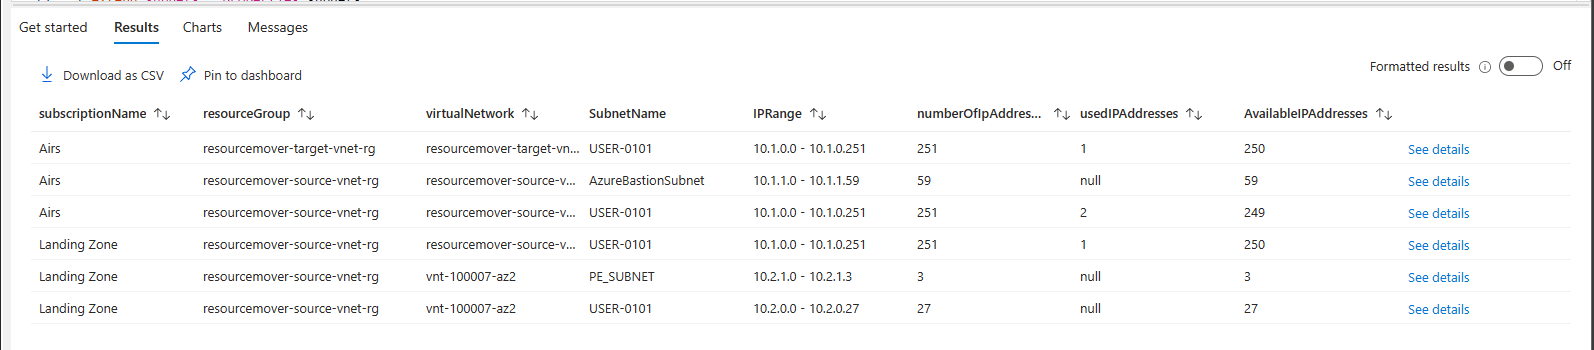 Get started Results Charts Messages
Download as CSV Pin to dashboard Formatted results Off
subscriptionName resourceGroup virtualNetwork SubnetName IPRange numberOfIpAddres... usedIPAddresses AvailableIPAddresses
Airs resourcemover-target-vnet-rg resourcemover-target-vn... USER-0101 10.1.0.0 - 10.1.0.251 251 1 250 See details
Airs resourcemover-source-vnet-rg resourcemover-source-v... AzureBastionSubnet 10.1.1.0 - 10.1.1.59 59 null 59 See details
Airs resourcemover-source-vnet-rg resourcemover-source-v... USER-0101 10.1.0.0 - 10.1.0.251 251 2 249 See details
Landing Zone resourcemover-source-vnet-rg resourcemover-source-v... USER-0101 10.1.0.0 - 10.1.0.251 251 1 250 See details
Landing Zone resourcemover-source-vnet-rg vnt-100007-az2 PE_SUBNET 10.2.1.0 - 10.2.1.3 3 null 3 See details
Landing Zone resourcemover-source-vnet-rg vnt-100007-az2 USER-0101 10.2.0.0 - 10.2.0.27 27 null 27 See details